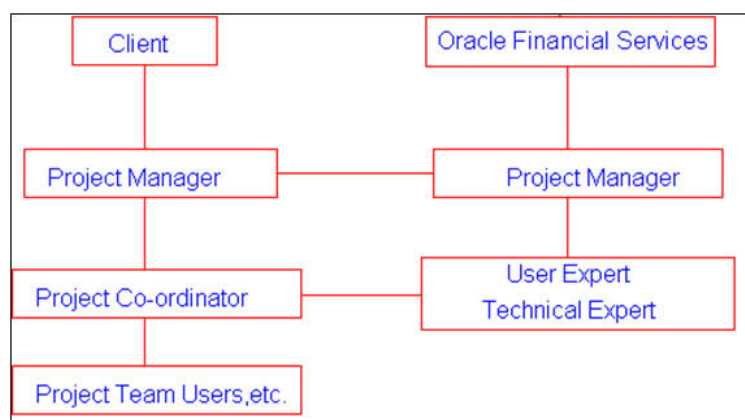 Client
Oracle Financial Services
Project Manager
Project Manager
Project Co-ordinator
User Expert
Technical Expert
Project Team Users,etc.